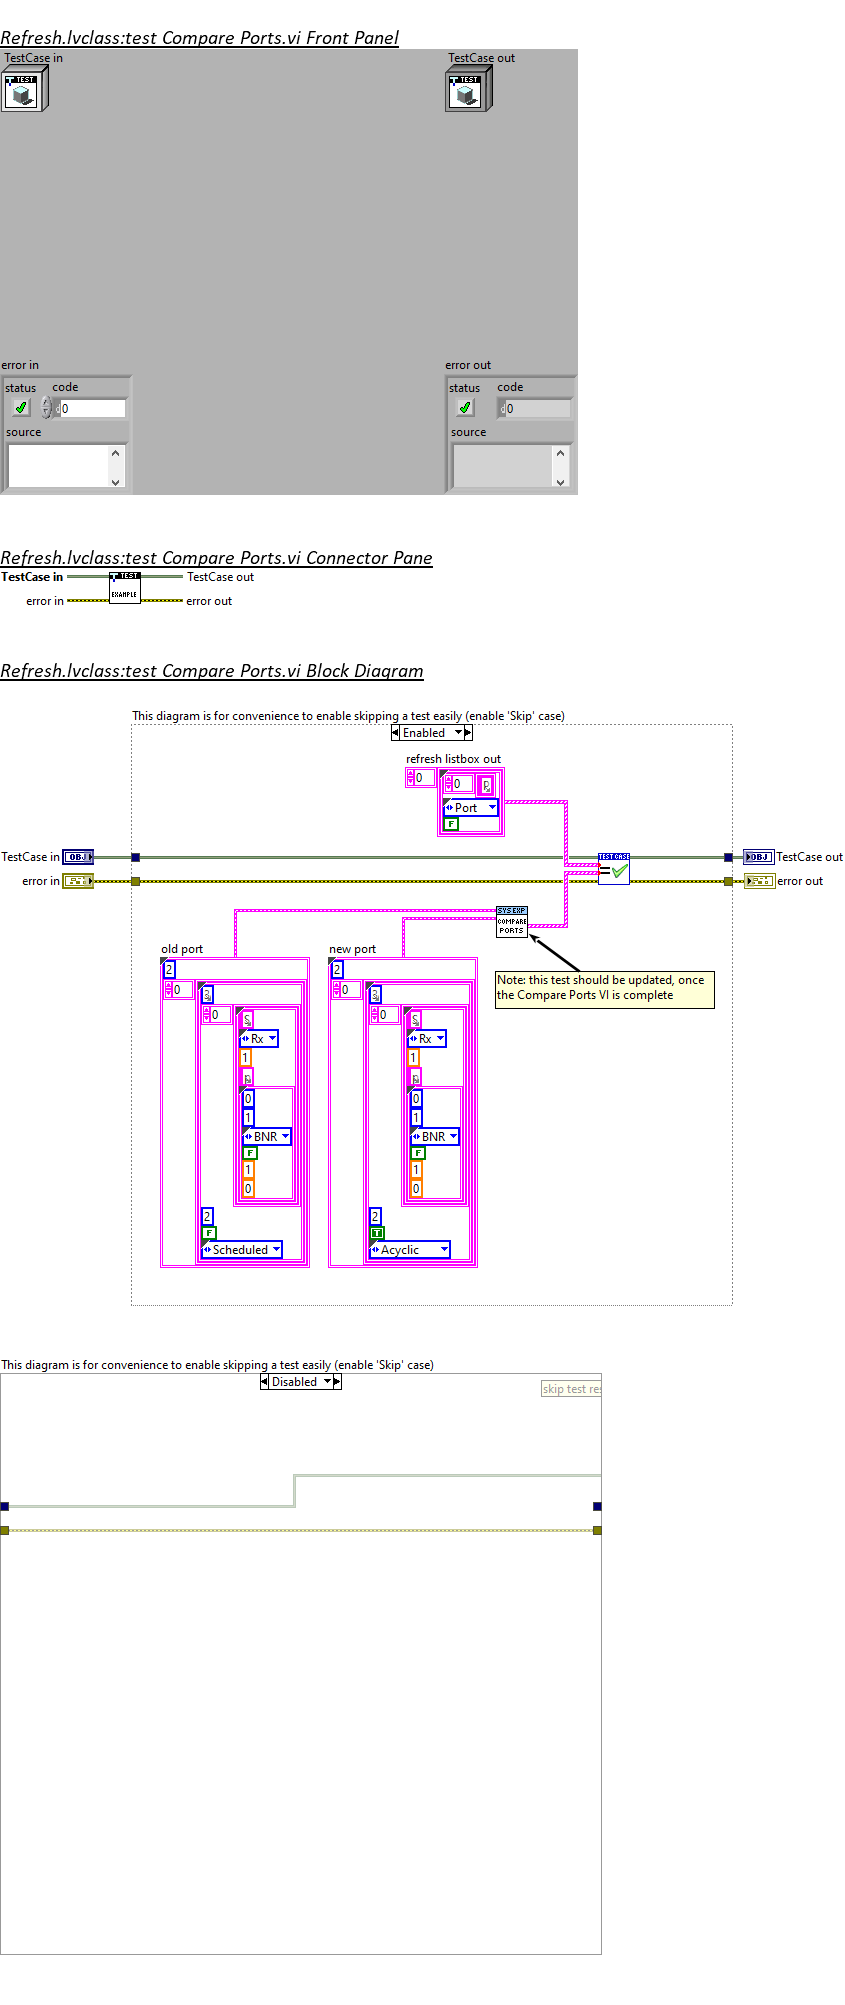 Refresh.lvclass:test Compare Ports.vi Front Panel
TestCase in
TestCase out
TEST
TEST
error in
error out
status code
status code
0
0
source
source
Refresh.lvclass:test Compare Ports.vi Connector Pane
TestCase in
TEST
TestCase out
error in
EXAMPLE
error out
Refresh.lvclass:test Compare Ports.vi Block Diagram
This diagram is for convenience to enable skipping a test easily (enable 'Skip' case)
Enabled
refresh listbox out
0
0
Port
F
TestCase in
OBJ
TEST CASE
OBJ
TestCase out
error in
error out
SYS EXP
COMPARE
PORTS
old port
new port
2
2
Note: this test should be updated, once
the Compare Ports VI is complete
0
0
0
0
Rx
Rx
1
1
0
0
1
1
BNR
BNR
F
F
1
1
0
0
2
2
F
T
Scheduled
Acyclic
This diagram is for convenience to enable skipping a test easily (enable 'Skip' case)
Disabled
skip test res